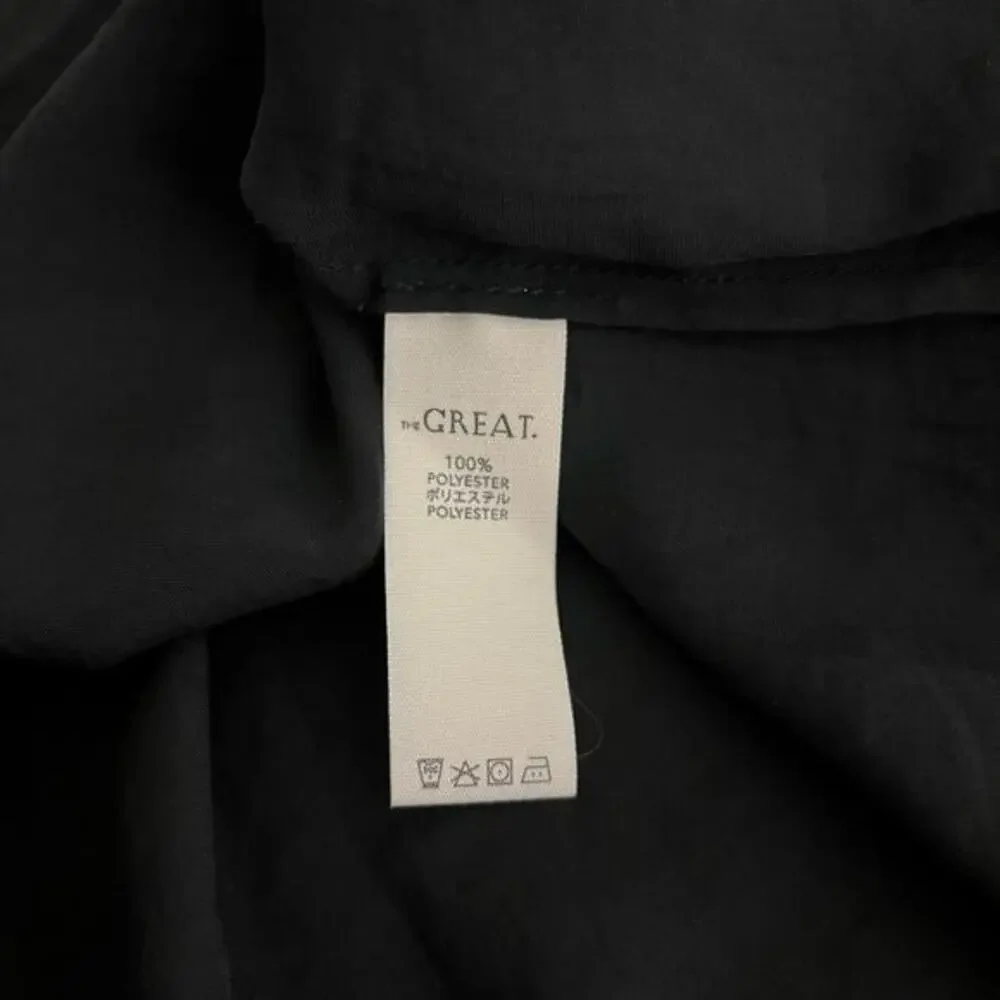 THE GREAT.
100%
POLYESTER
ポリエステル
POLYESTER